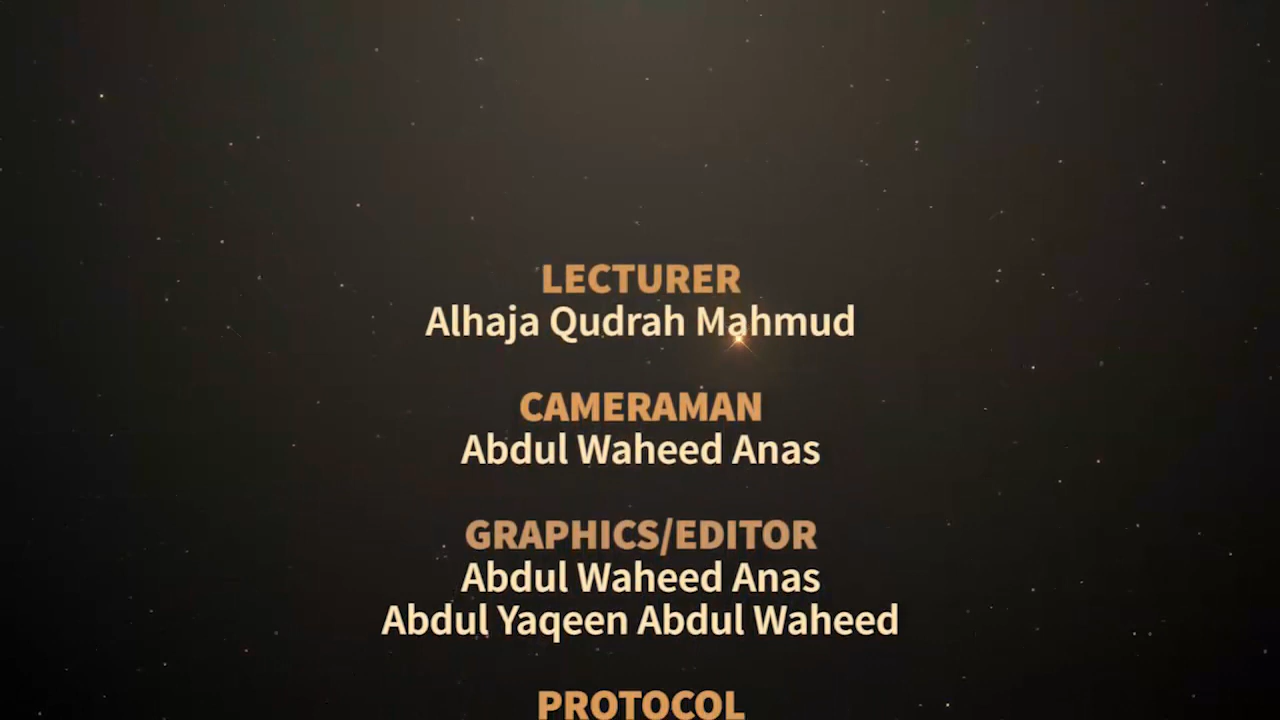 LECTURER
Alhaja Qudrah Mahmud
CAMERAMAN
Abdul Waheed Anas
GRAPHICS/EDITOR
Abdul Waheed Anas
Abdul Yaqeen Abdul Waheed
PROTOCOL